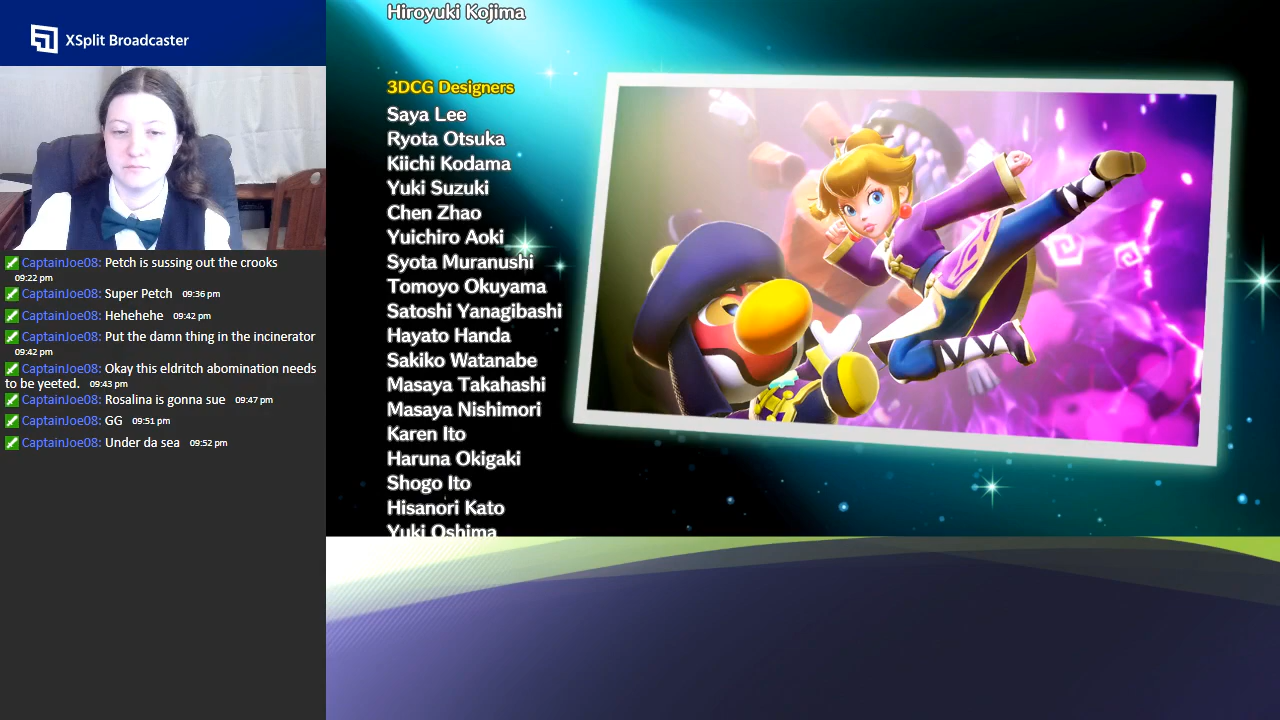 XSplit Broadcaster
CaptainJoe08: Petch is sussing out the crooks
09:22 pm
CaptainJoe08: Super Petch 09:36 pm
CaptainJoe08: Hehehehe 09:42 pm
CaptainJoe08: Put the damn thing in the incinerator
09:42 pm
CaptainJoe08: Okay this eldritch abomination needs
to be yeeted. 09:43 pm
CaptainJoe08: Rosalina is gonna sue 09:47 pm
CaptainJoe08: GG 09:51 pm
CaptainJoe08: Under da sea 09:52 pm
Hiroyuki Kojima
3DCG Designers
Saya Lee
Ryota Otsuka
Kiichi Kodama
Yuki Suzuki
Chen Zhao
Yuichiro Aoki
Syota Muranushi
Tomoyo Okuyama
Satoshi Yanagibashi
Hayato Handa
Sakiko Watanabe
Masaya Takahashi
Masaya Nishimori
Karen Ito
Haruna Okigaki
Shogo Ito
Hisanori Kato
Yuki Oshima